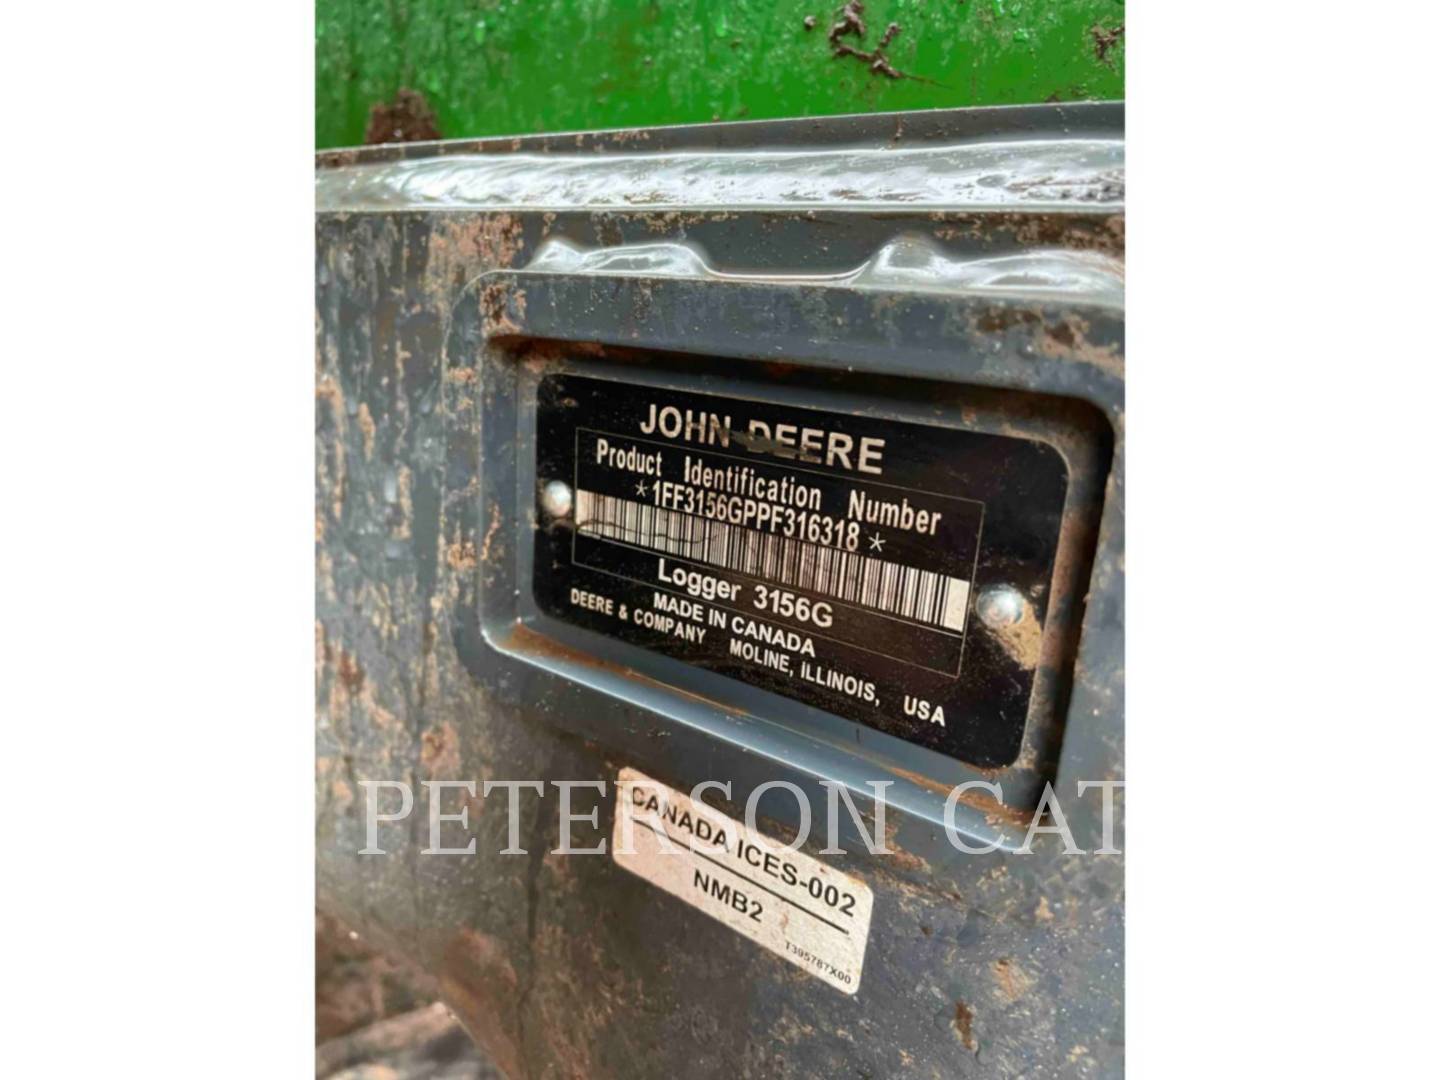 JOHN DEERE
Product Identification Number
*1FF3156GPPF316318*
Logger 3156G
MADE IN CANADA
DEERE & COMPANY MOLINE, ILLINOIS, USA
PETERSON CAT
CANADA ICES-002
NMB2
T395787X00